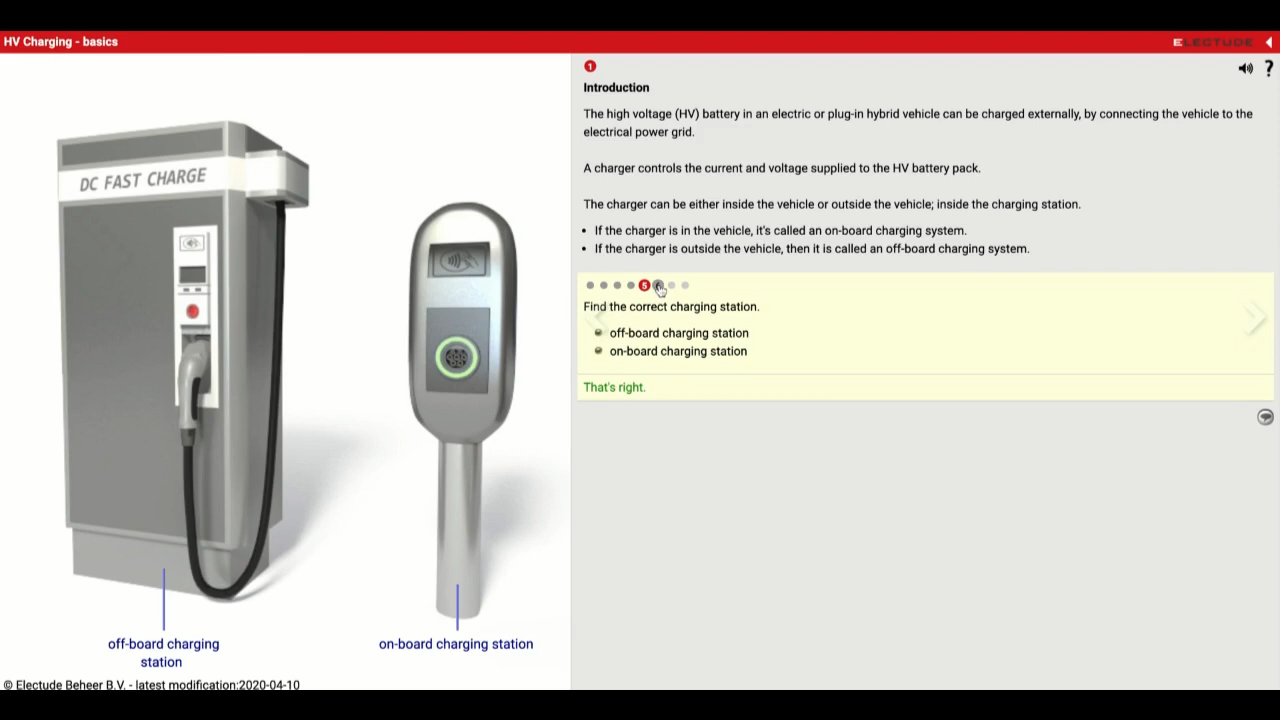 HV Charging - basics
ELECTUDE
1
Introduction
The high voltage (HV) battery in an electric or plug-in hybrid vehicle can be charged externally, by connecting the vehicle to the
electrical power grid.
A charger controls the current and voltage supplied to the HV battery pack.
The charger can be either inside the vehicle or outside the vehicle; inside the charging station.
• If the charger is in the vehicle, it's called an on-board charging system.
• If the charger is outside the vehicle, then it is called an off-board charging system.
5
Find the correct charging station.
off-board charging station
on-board charging station
That's right.
DC FAST CHARGE
off-board charging
station
on-board charging station
© Electude Beheer B.V. - latest modification:2020-04-10